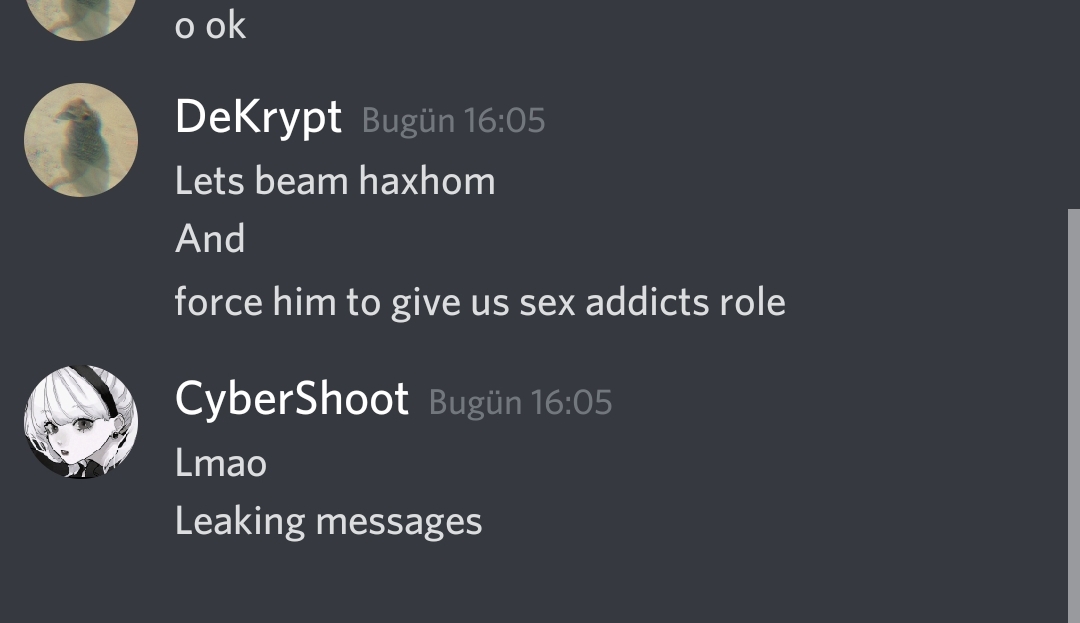 o ok
DeKrypt Bugün 16:05
Lets beam haxhom
And
force him to give us sex addicts role
CyberShoot Bugün 16:05
Lmao
Leaking messages